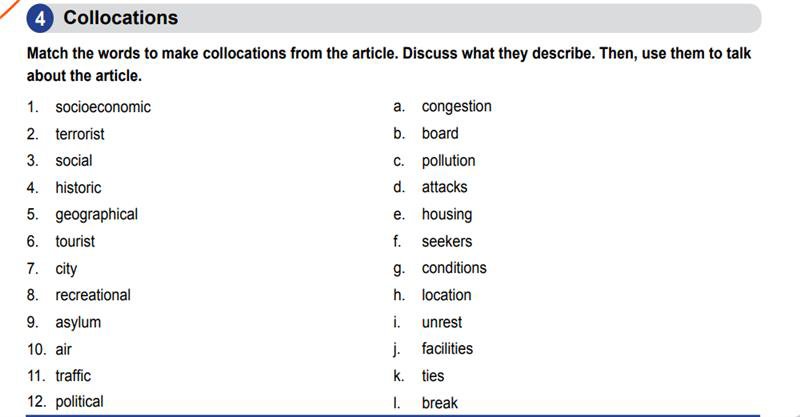 4 Collocations
Match the words to make collocations from the article. Discuss what they describe. Then, use them to talk
about the article.
1. socioeconomic
2. terrorist
3. social
4. historic
5. geographical
6. tourist
7. city
8. recreational
9. asylum
10. air
11. traffic
12. political
a. congestion
b. board
c. pollution
d. attacks
e. housing
f. seekers
g. conditions
h. location
i. unrest
j. facilities
k. ties
l. break